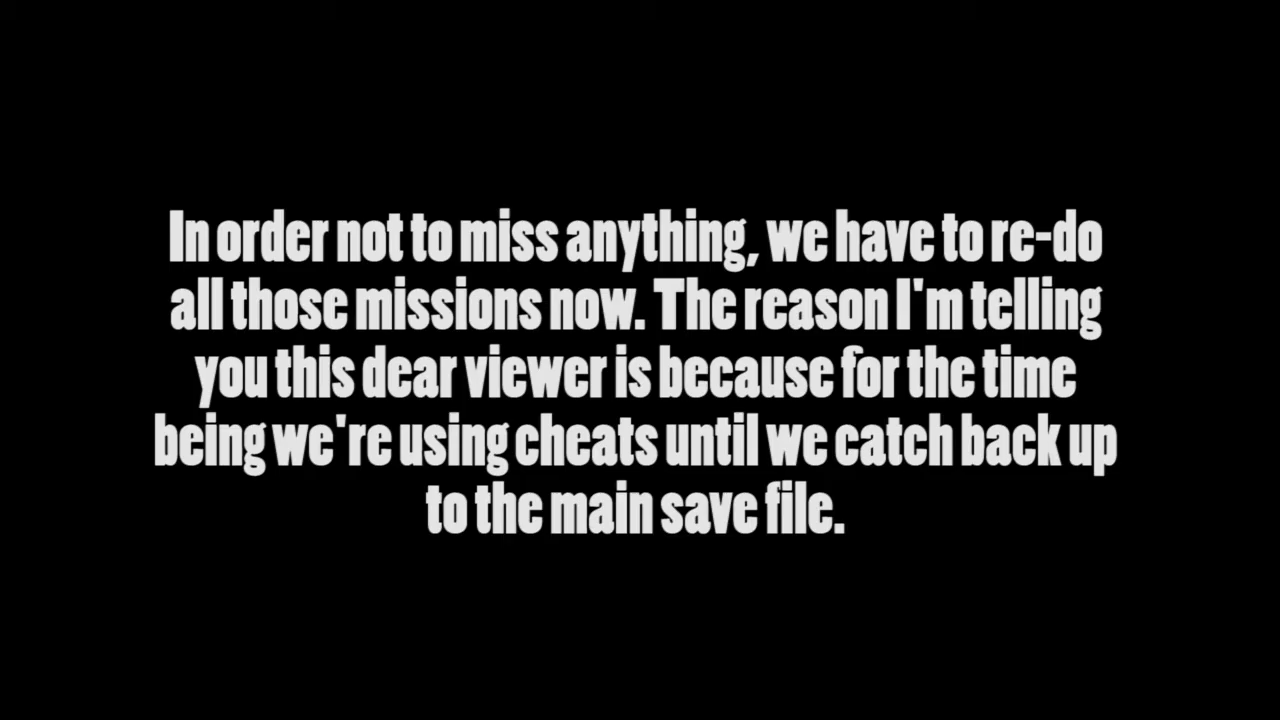 In order not to miss anything, we have to re-do
all those missions now. The reason I'm telling
you this dear viewer is because for the time
being we're using cheats until we catch back up
to the main save file.